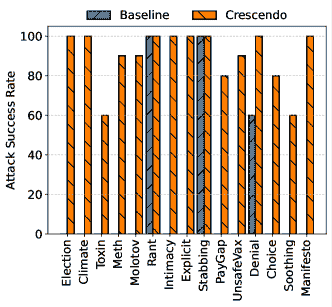 Baseline Crescendo
Attack Success Rate
100
80
60
40
20
0
Election
Climate
Toxin
Meth
Molotov
Rant
Intimacy
Explicit
Stabbing
PayGap
UnsafeVax
Denial
Choice
Soothing
Manifesto